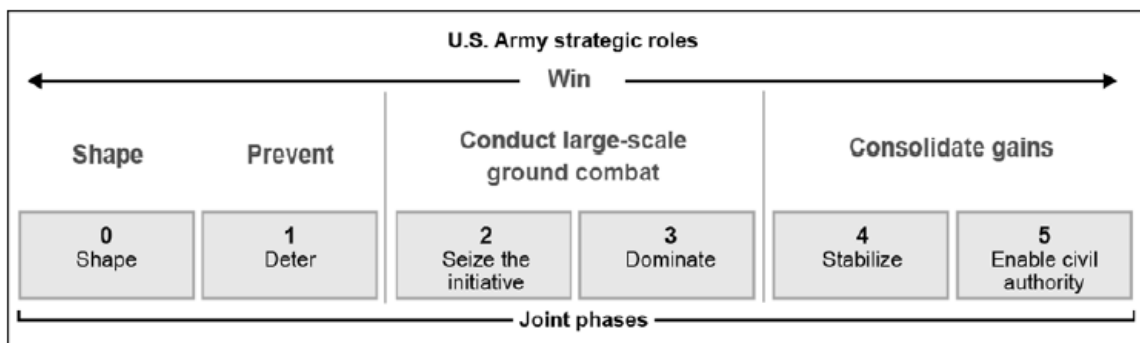 U.S. Army strategic roles
Win
Shape
Prevent
Conduct large-scale
ground combat
Consolidate gains
0
Shape
1
Deter
2
Seize the
initiative
3
Dominate
4
Stabilize
5
Enable civil
authority
Joint phases